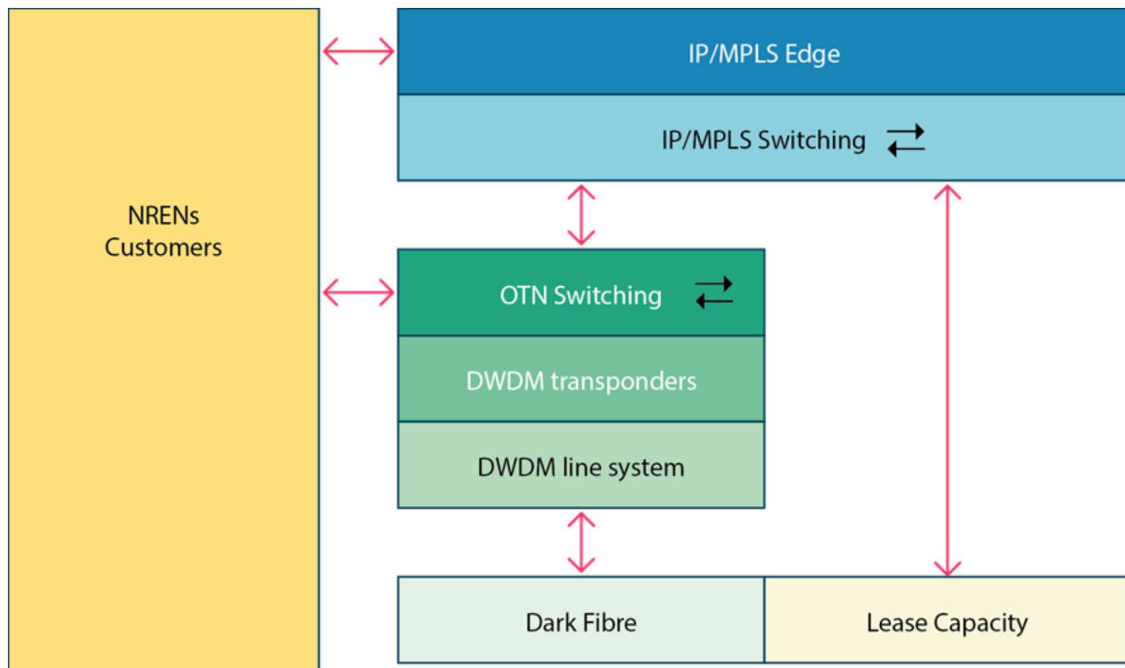 IP/MPLS Edge
IP/MPLS Switching
NRENs
Customers
OTN Switching
DWDM transponders
DWDM line system
Dark Fibre
Lease Capacity